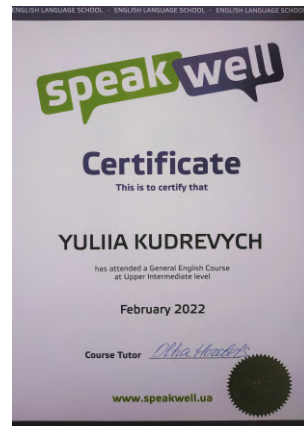 ENGLISH LANGUAGE SCHOOL · ENGLISH LANGUAGE SCHOOL · ENGLISH LANGUAGE SCHOOL
speak well
Certificate
This is to certify that
YULIIA KUDREVYCH
has attended a General English Course
at Upper Intermediate level
February 2022
Course Tutor Olha
www.speakwell.ua